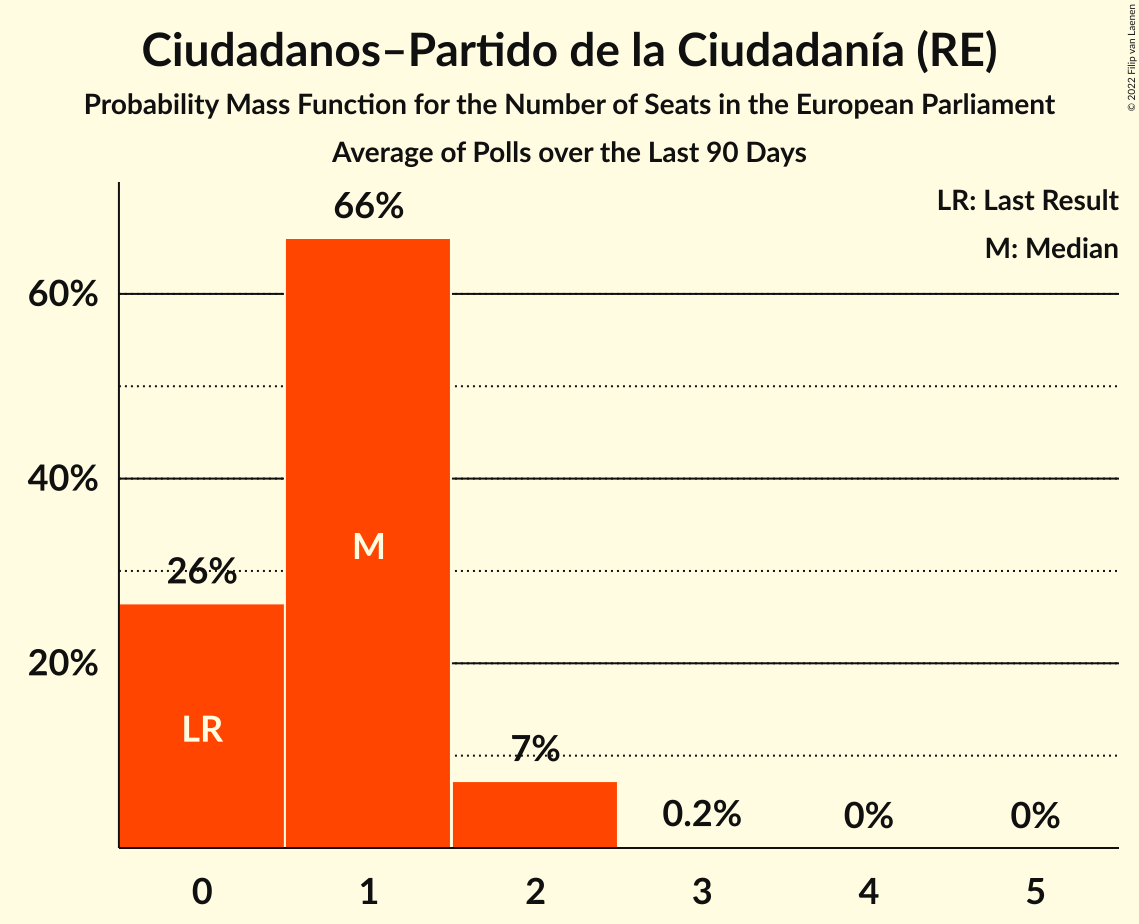 Ciudadanos–Partido de la Ciudadanía (RE)
Probability Mass Function for the Number of Seats in the European Parliament
Average of Polls over the Last 90 Days
© 2022 Filip van Laenen
LR: Last Result
M: Median
66%
60%
40%
M
26%
20%
LR
7%
0.2%
0%
0%
0 1 2 3 4 5